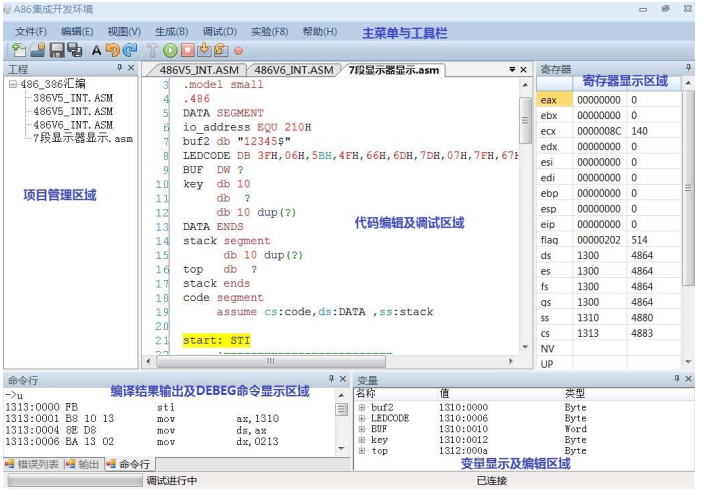 A86集成开发环境
文件(F) 编辑(E) 视图(V) 生成(B) 调试(D) 实验(F8) 帮助(H) 主菜单与工具栏
工程
486_386汇编
386V5_INT.ASM
486V5_INT.ASM
486V6_INT.ASM
7段显示器显示.asm
项目管理区域
486V5_INT.ASM 486V6_INT.ASM 7段显示器显示.asm
3 .model small
4 .486
5 DATA SEGMENT
6 io_address EQU 210H
7 buf2 db "12345$"
8 LEDCODE DB 3FH,06H,5BH,4FH,66H,6DH,7DH,07H,7FH,67H
9 BUF DW ?
10 key db 10
11 db ?
12 db 10 dup(?)
13 DATA ENDS
14 stack segment
15 db 10 dup(?)
16 top db ?
17 stack ends
18 code segment
19 assume cs:code,ds:DATA ,ss:stack
20
21 start: STI
22 ;==========================
代码编辑及调试区域
寄存器
寄存器显示区域
eax 00000000 0
ebx 00000000 0
ecx 0000008C 140
edx 00000000 0
esi 00000000 0
edi 00000000 0
ebp 00000000 0
esp 00000000 0
eip 00000000 0
flag 00000202 514
ds 1300 4864
es 1300 4864
fs 1300 4864
gs 1300 4864
ss 1310 4880
cs 1313 4883
NV
UP
命令行
编译结果输出及DEBEG命令显示区域
->u
1313:0000 FB sti
1313:0001 B8 10 13 mov ax,1310
1313:0004 8E D8 mov ds,ax
1313:0006 BA 13 02 mov dx,0213
错误列表 输出 命令行
变量
名称 值 类型
buf2 1310:0000 Byte
LEDCODE 1310:0006 Byte
BUF 1310:0010 Word
key 1310:0012 Byte
top 1312:000a Byte
变量显示及编辑区域
调试进行中 已连接